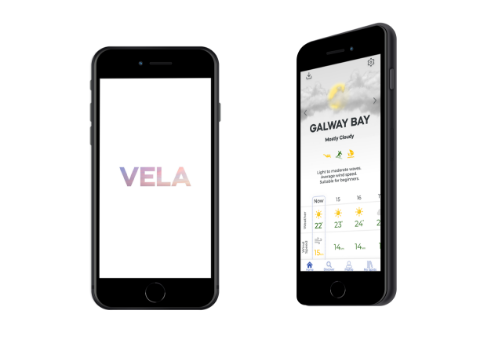 VELA
GALWAY BAY
Mostly Cloudy
Light to moderate waves,
average wind speed.
Suitable for beginners.
Now 15 16
22° 23° 24°
15 14 14